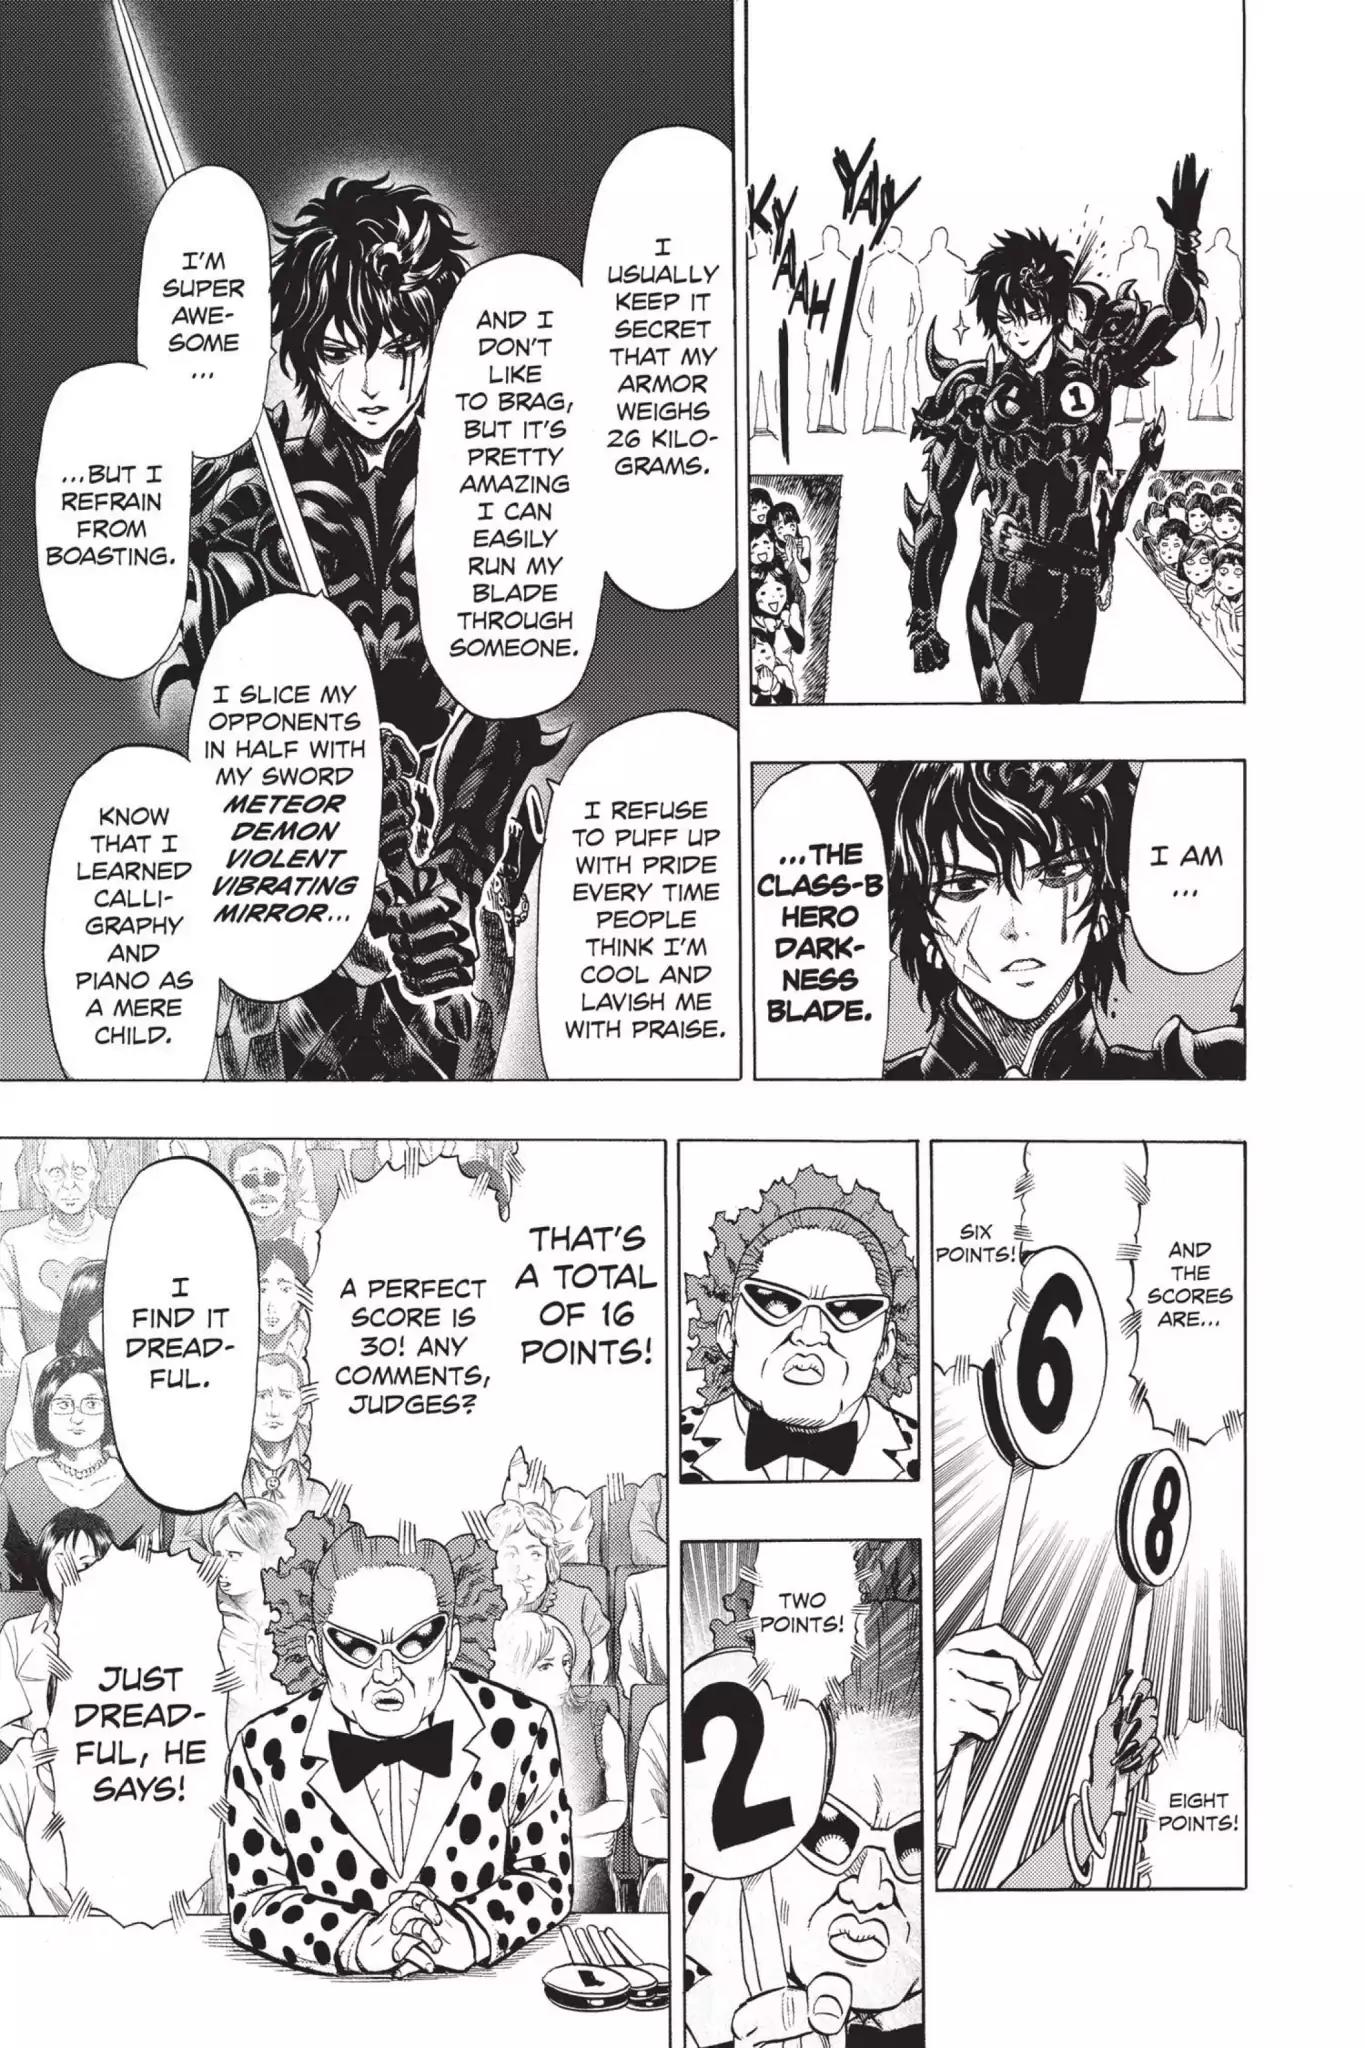 KYAAAH
YAAY
1
I AM
...
...THE
CLASS-B
HERO
DARK-
NESS
BLADE.
I
USUALLY
KEEP IT
SECRET
THAT MY
ARMOR
WEIGHS
26 KILO-
GRAMS.
AND I
DON'T
LIKE
TO BRAG,
BUT IT'S
PRETTY
AMAZING
I CAN
EASILY
RUN MY
BLADE
THROUGH
SOMEONE.
I'M
SUPER
AWE-
SOME
...
...BUT I
REFRAIN
FROM
BOASTING.
I REFUSE
TO PUFF UP
WITH PRIDE
EVERY TIME
PEOPLE
THINK I'M
COOL AND
LAVISH ME
WITH PRAISE.
I SLICE MY
OPPONENTS
IN HALF WITH
MY SWORD
METEOR
DEMON
VIOLENT
VIBRATING
MIRROR...
KNOW
THAT I
LEARNED
CALLI-
GRAPHY
AND
PIANO AS
A MERE
CHILD.
AND
THE
SCORES
ARE...
SIX
POINTS!
6
8
EIGHT
POINTS!
TWO
POINTS!
2
THAT'S
A TOTAL
OF 16
POINTS!
A PERFECT
SCORE IS
30! ANY
COMMENTS,
JUDGES?
I
FIND IT
DREAD-
FUL.
JUST
DREAD-
FUL, HE
SAYS!